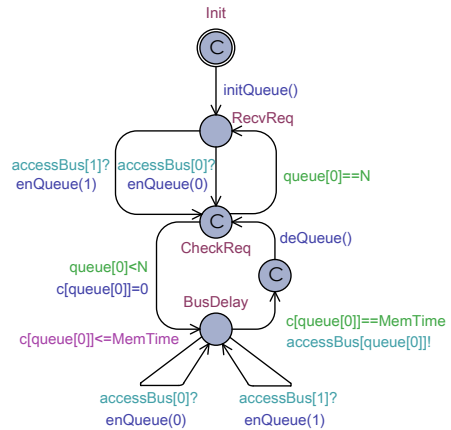 Init
C
initQueue()
RecvReq
accessBus[1]? accessBus[0]?
enQueue(1) enQueue(0)
queue[0]==N
C
CheckReq
deQueue()
queue[0]<N
c[queue[0]]=0
C
BusDelay
c[queue[0]]<=MemTime
c[queue[0]]==MemTime
accessBus[queue[0]]!
accessBus[0]? accessBus[1]?
enQueue(0) enQueue(1)